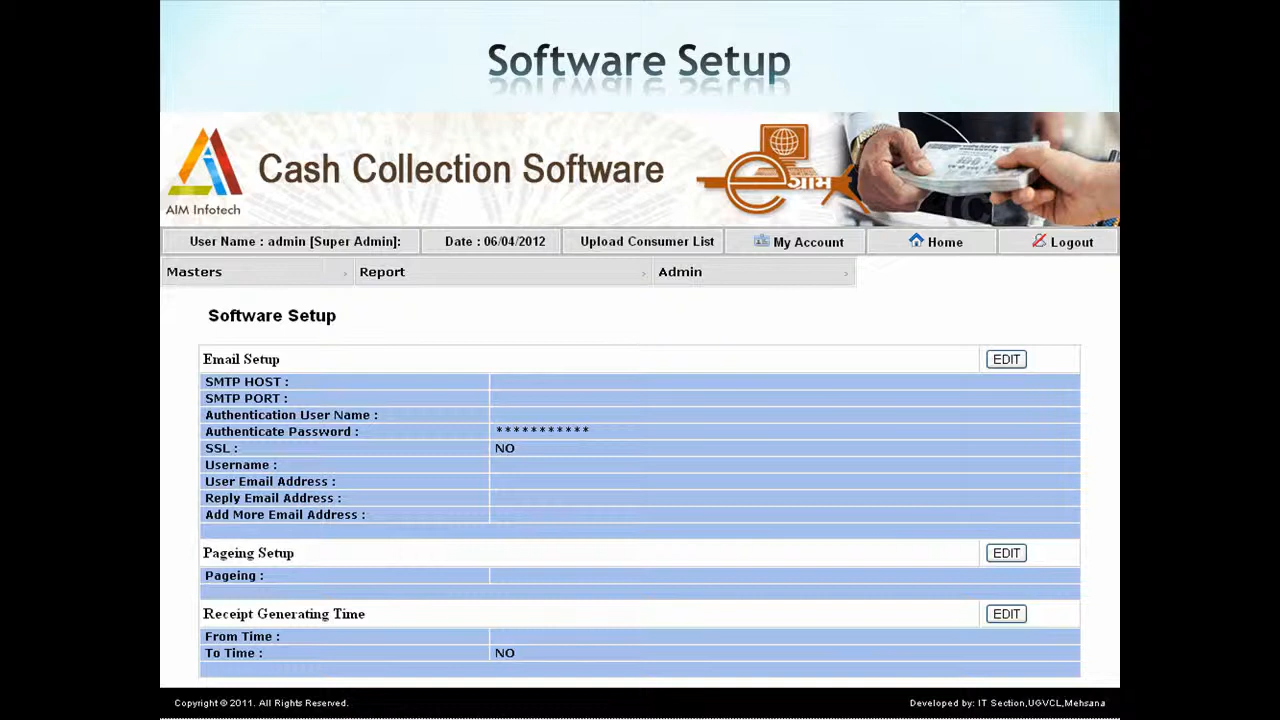 Software Setup
AIM Infotech
Cash Collection Software
e ગ્રામ
User Name : admin [Super Admin]: Date : 06/04/2012 Upload Consumer List My Account Home Logout
Masters Report Admin
Software Setup
Email Setup EDIT
SMTP HOST :
SMTP PORT :
Authentication User Name :
Authenticate Password : ***********
SSL : NO
Username :
User Email Address :
Reply Email Address :
Add More Email Address :
Pageing Setup EDIT
Pageing :
Receipt Generating Time EDIT
From Time :
To Time : NO
Copyright © 2011. All Rights Reserved. Developed by: IT Section,UGVCL,Mehsana